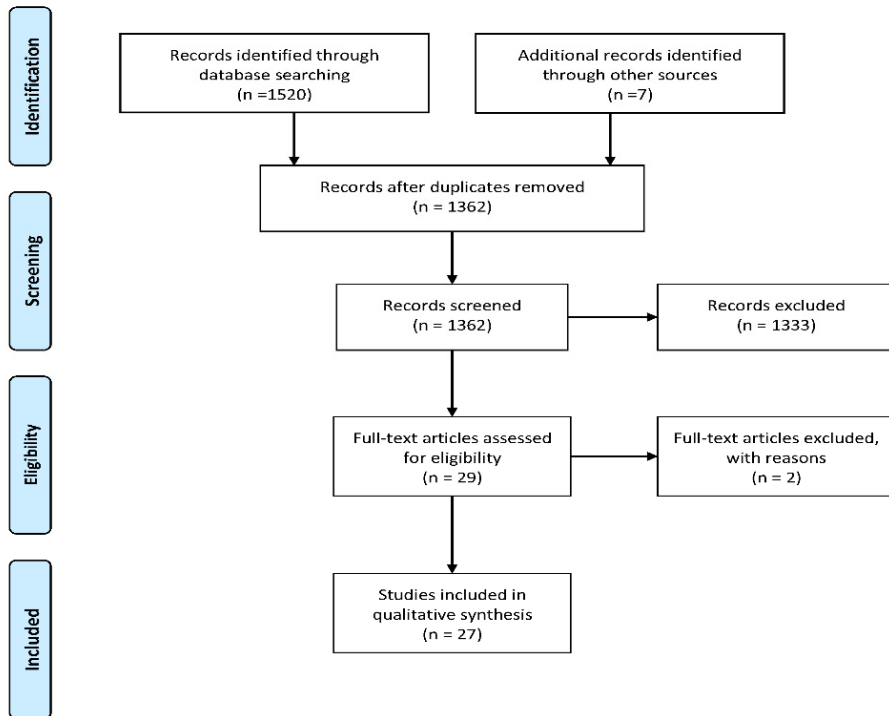 Identification
Records identified through
database searching
(n =1520)
Additional records identified
through other sources
(n =7)
Records after duplicates removed
(n = 1362)
Screening
Records screened
(n = 1362)
Records excluded
(n = 1333)
Eligibility
Full-text articles assessed
for eligibility
(n = 29)
Full-text articles excluded,
with reasons
(n = 2)
Included
Studies included in
qualitative synthesis
(n = 27)